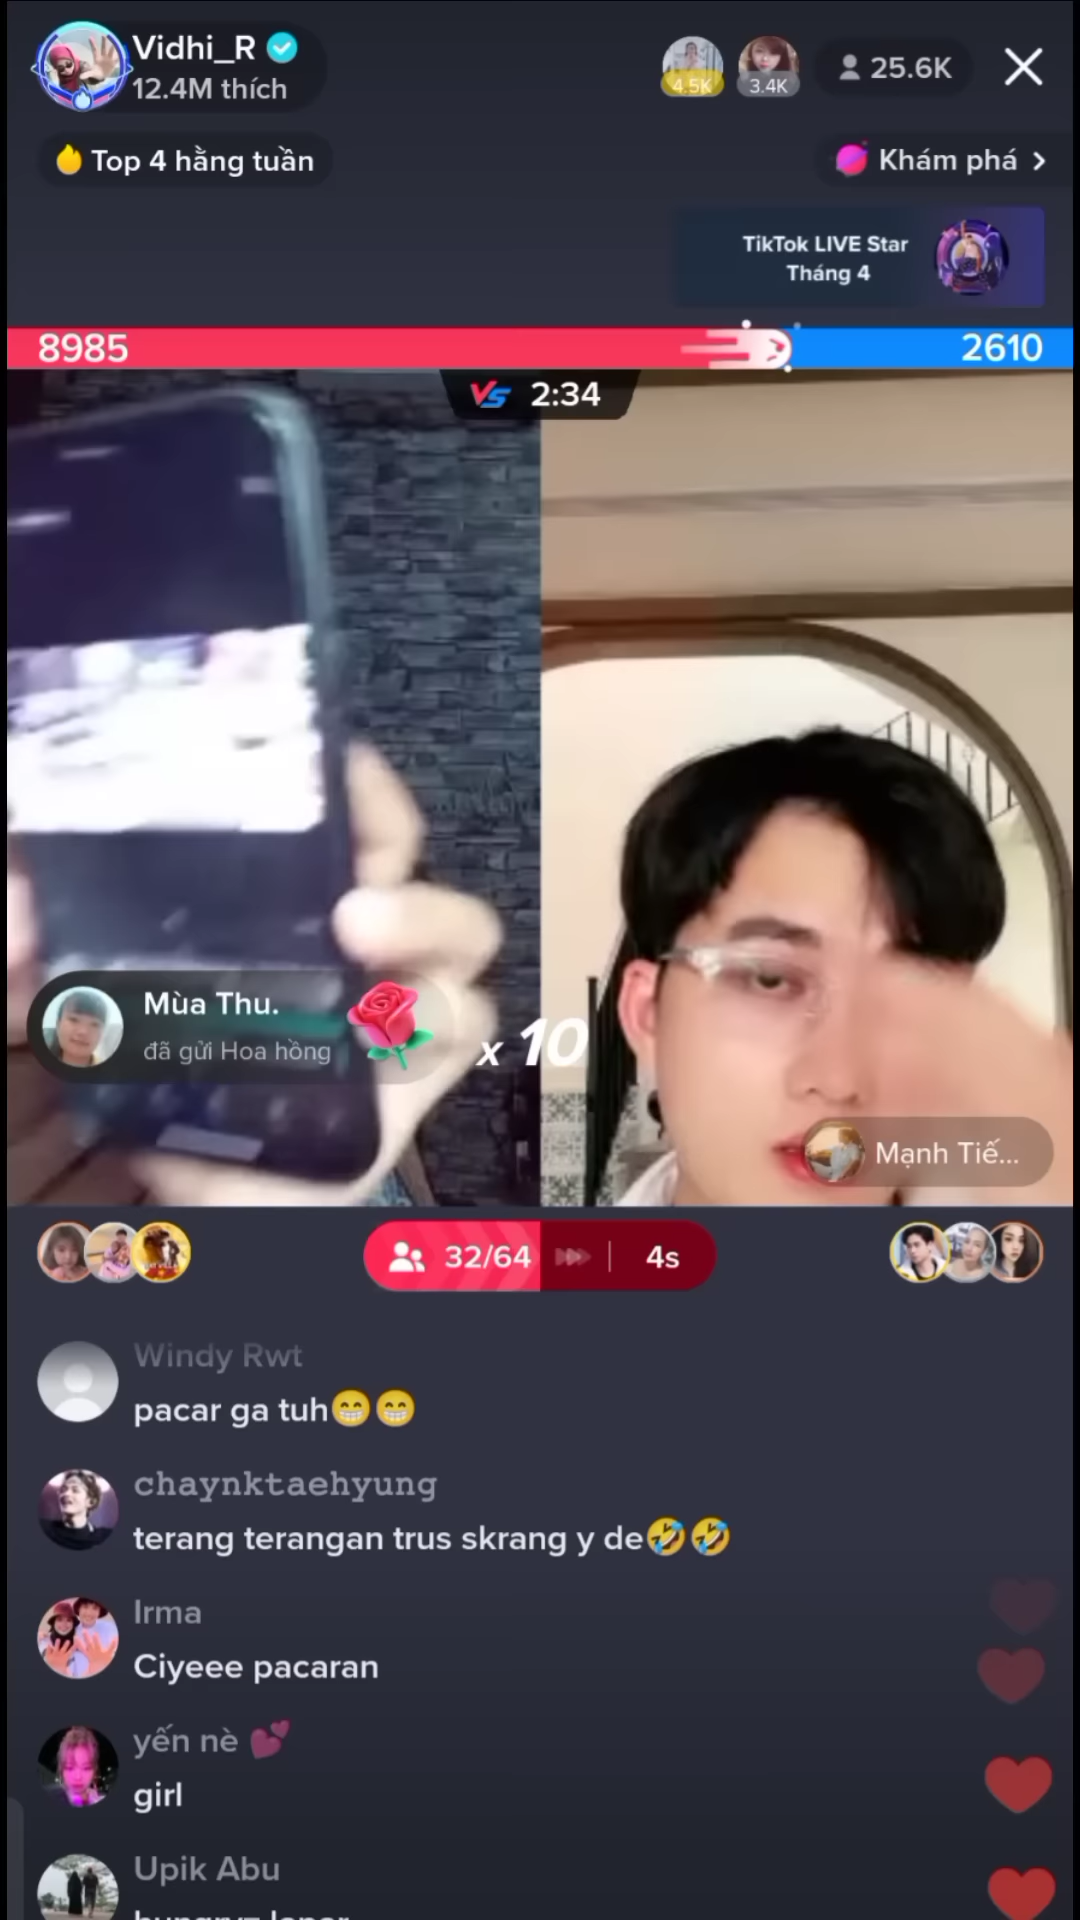 Vidhi_R
12.4M thích
4.5K
3.4K
25.6K
Top 4 hằng tuần
Khám phá
TikTok LIVE Star
Tháng 4
8985
2610
VS 2:34
Mùa Thu.
đã gửi Hoa hồng
x 10
Mạnh Tiế...
32/64
4s
Windy Rwt
pacar ga tuh😁😁
chaynktaehyung
terang terangan trus skrang y de🤣🤣
Irma
Ciyeee pacaran
yến nè 💕
girl
Upik Abu